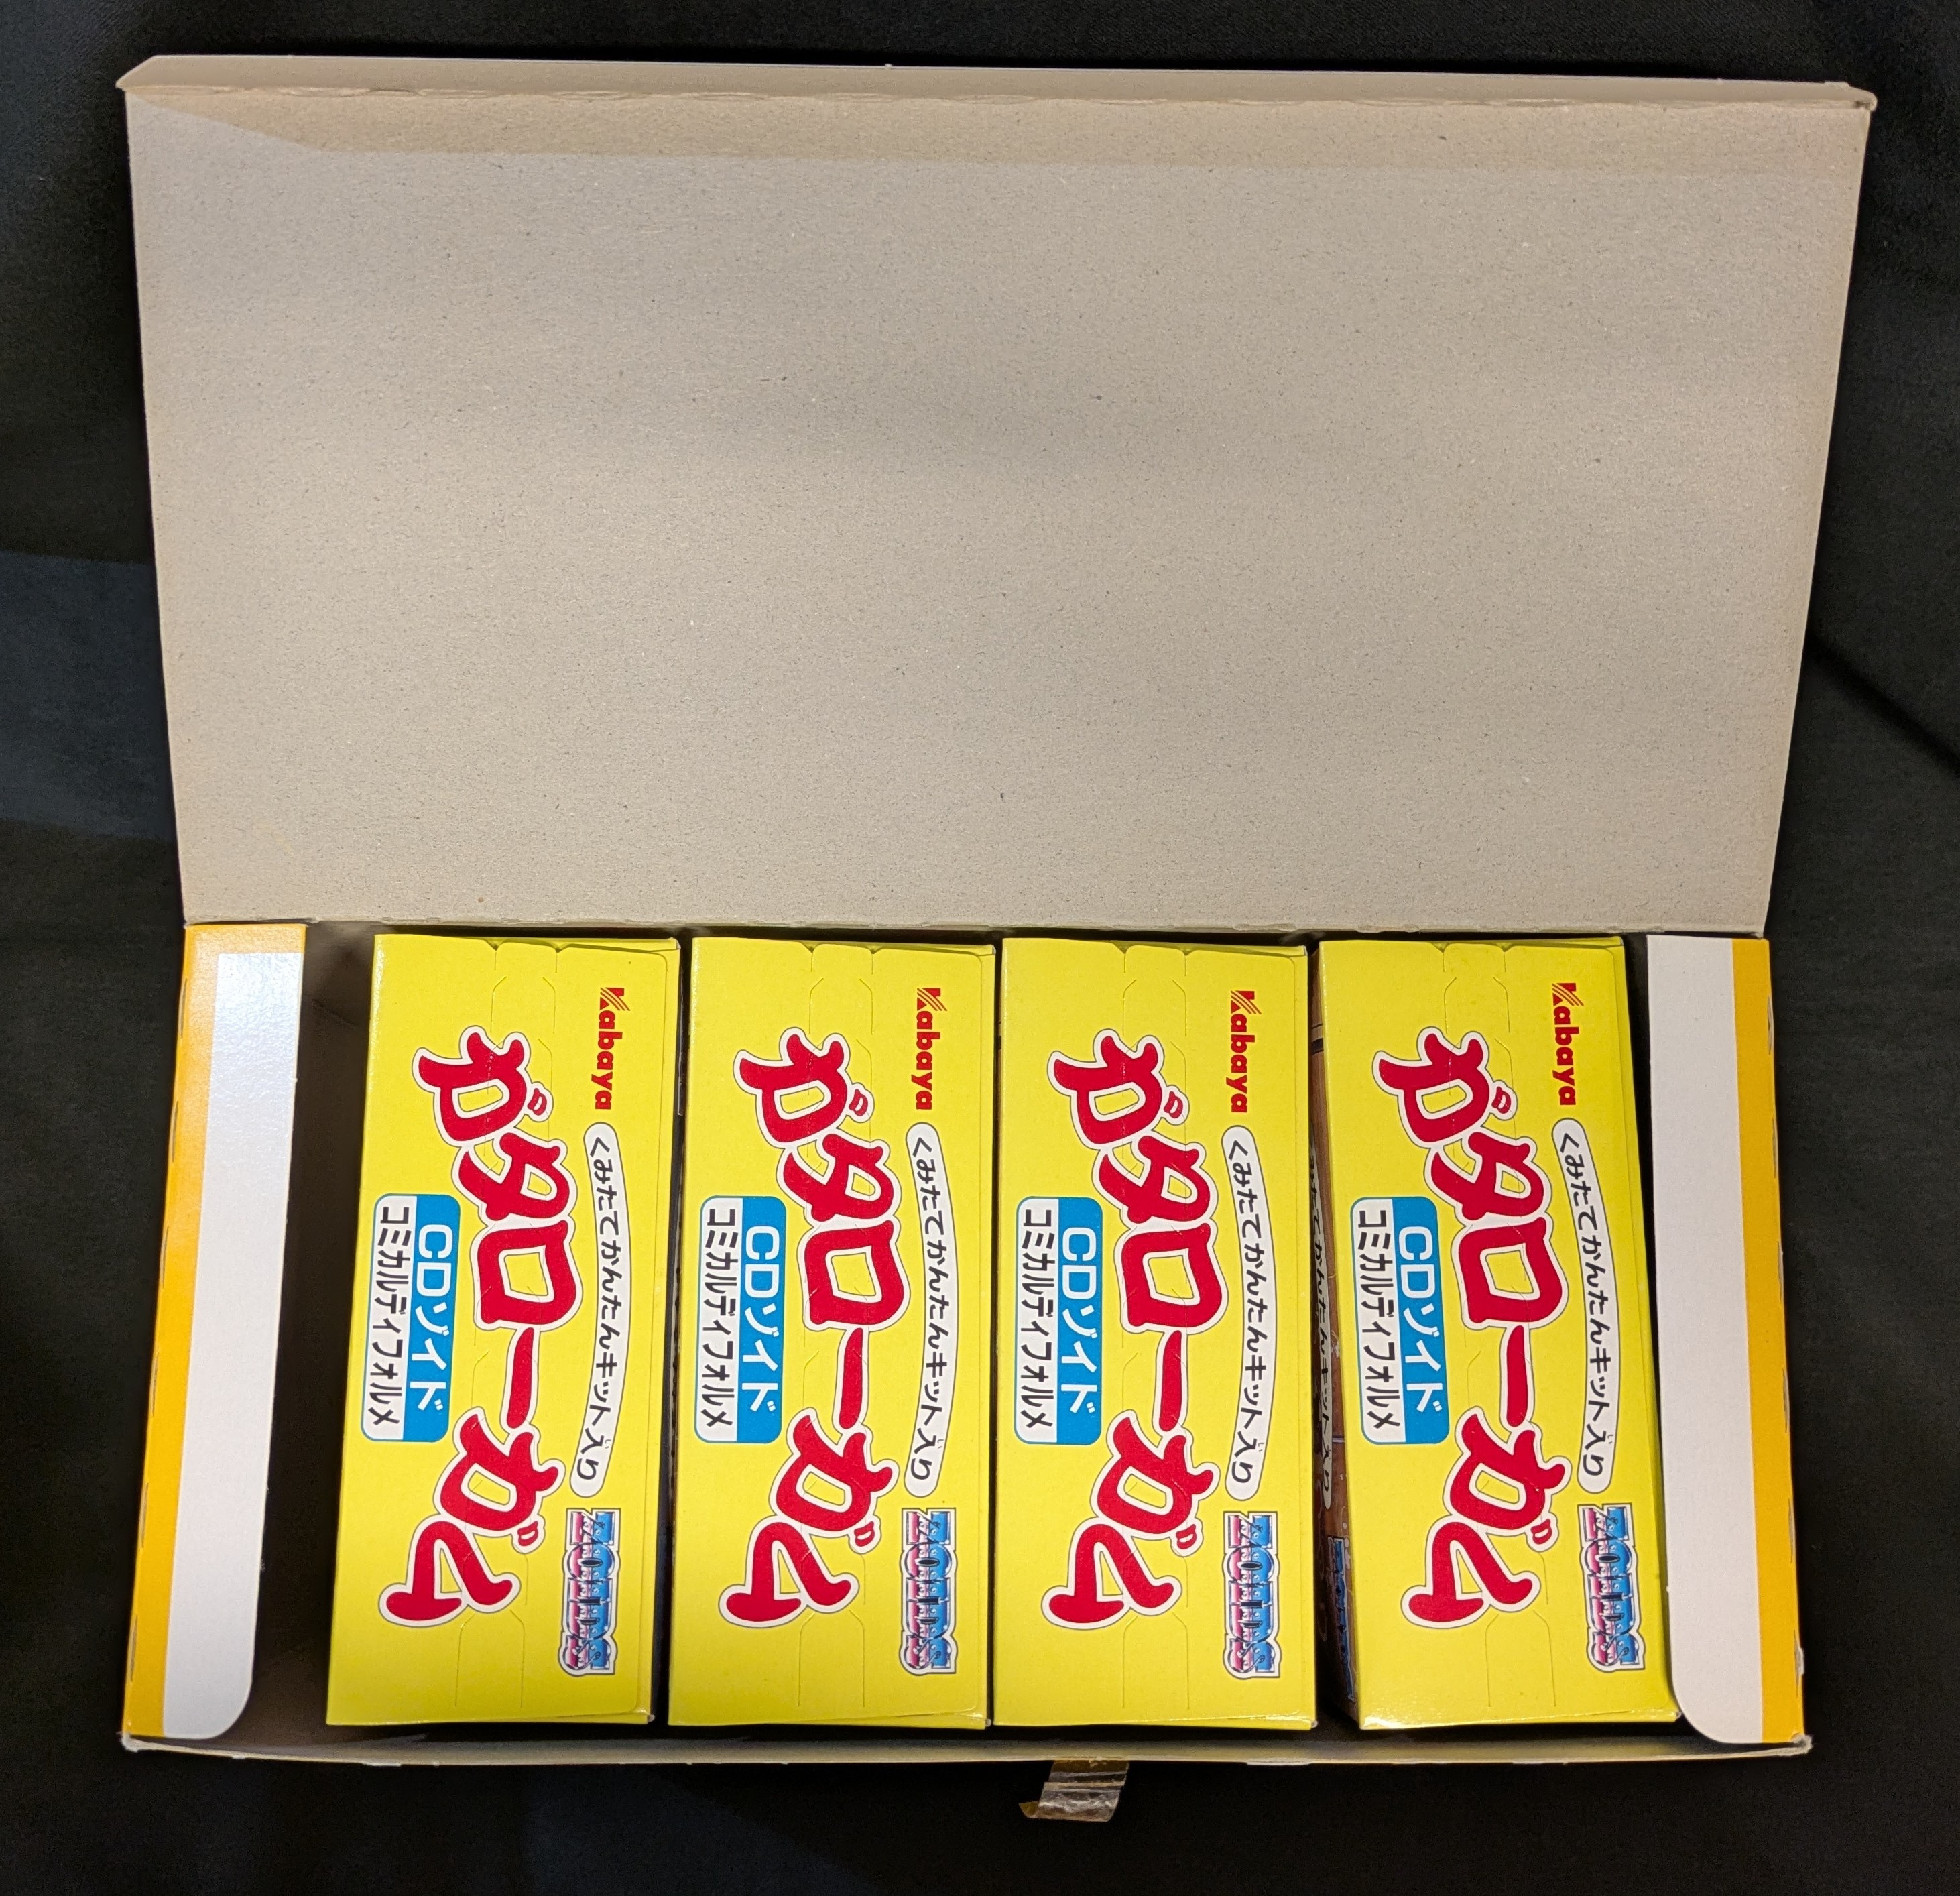 Kabaya
くみたてかんたんキット入り
ガタローガム
CDゾイド
コミカルディフォルメ
ZOIDS
Kabaya
くみたてかんたんキット入り
ガタローガム
CDゾイド
コミカルディフォルメ
ZOIDS
Kabaya
くみたてかんたんキット入り
ガタローガム
CDゾイド
コミカルディフォルメ
ZOIDS
Kabaya
くみたてかんたんキット入り
ガタローガム
CDゾイド
コミカルディフォルメ
ZOIDS